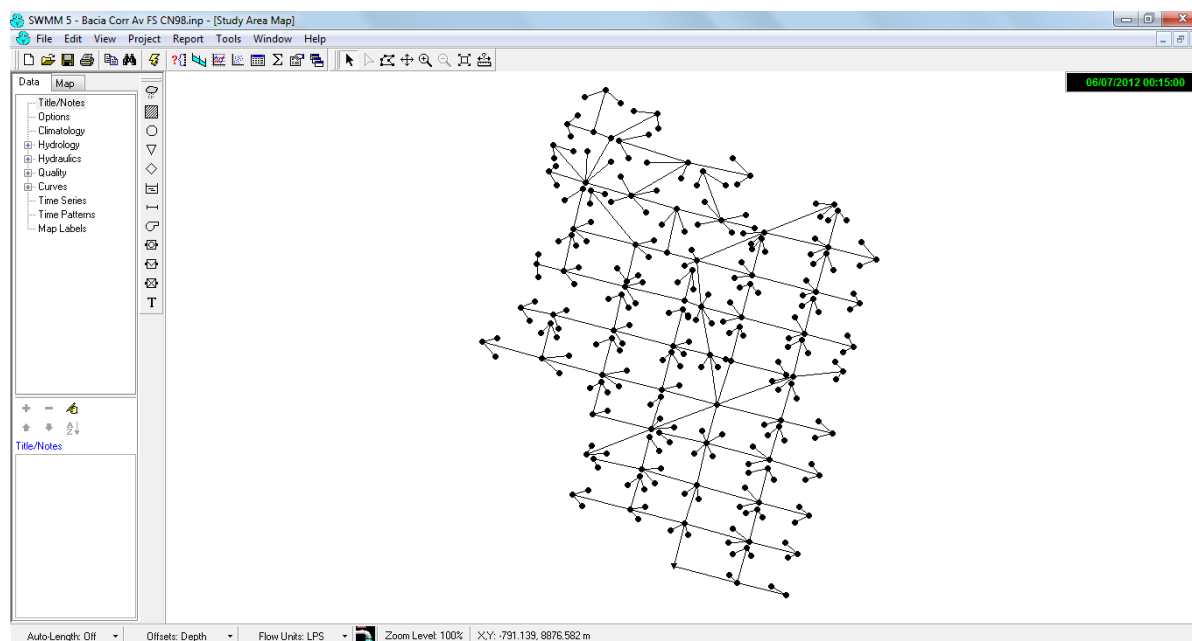 SWMM 5 - Bacia Corr Av FS CN98.inp - [Study Area Map]
File Edit View Project Report Tools Window Help
Data Map
06/07/2012 00:15:00
Title/Notes
Options
Climatology
Hydrology
Hydraulics
Quality
Curves
Time Series
Time Patterns
Map Labels
T
Title/Notes
Auto-Length: Off Offsets: Depth Flow Units: LPS Zoom Level: 100% X,Y: -791.139, 8876.582 m